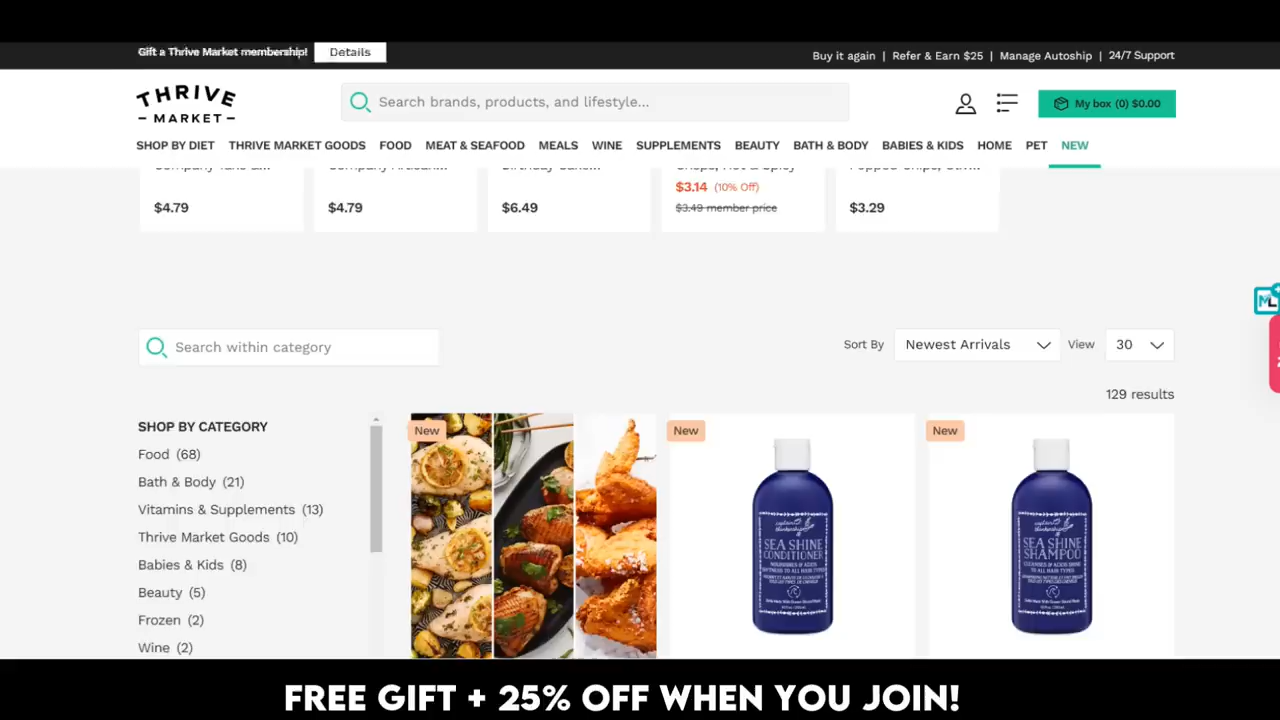 Gift a Thrive Market membership! Details
Buy it again | Refer & Earn $25 | Manage Autoship | 24/7 Support
THRIVE
MARKET
Search brands, products, and lifestyle...
My box (0) $0.00
SHOP BY DIET THRIVE MARKET GOODS FOOD MEAT & SEAFOOD MEALS WINE SUPPLEMENTS BEAUTY BATH & BODY BABIES & KIDS HOME PET NEW
$4.79
$4.79
$6.49
$3.14 (10% Off)
$3.49 member price
$3.29
Search within category
Sort By Newest Arrivals View 30
129 results
SHOP BY CATEGORY
Food (68)
Bath & Body (21)
Vitamins & Supplements (13)
Thrive Market Goods (10)
Babies & Kids (8)
Beauty (5)
Frozen (2)
Wine (2)
New
New
SEA SHINE
CONDITIONER
New
SEA SHINE
SHAMPOO
FREE GIFT + 25% OFF WHEN YOU JOIN!